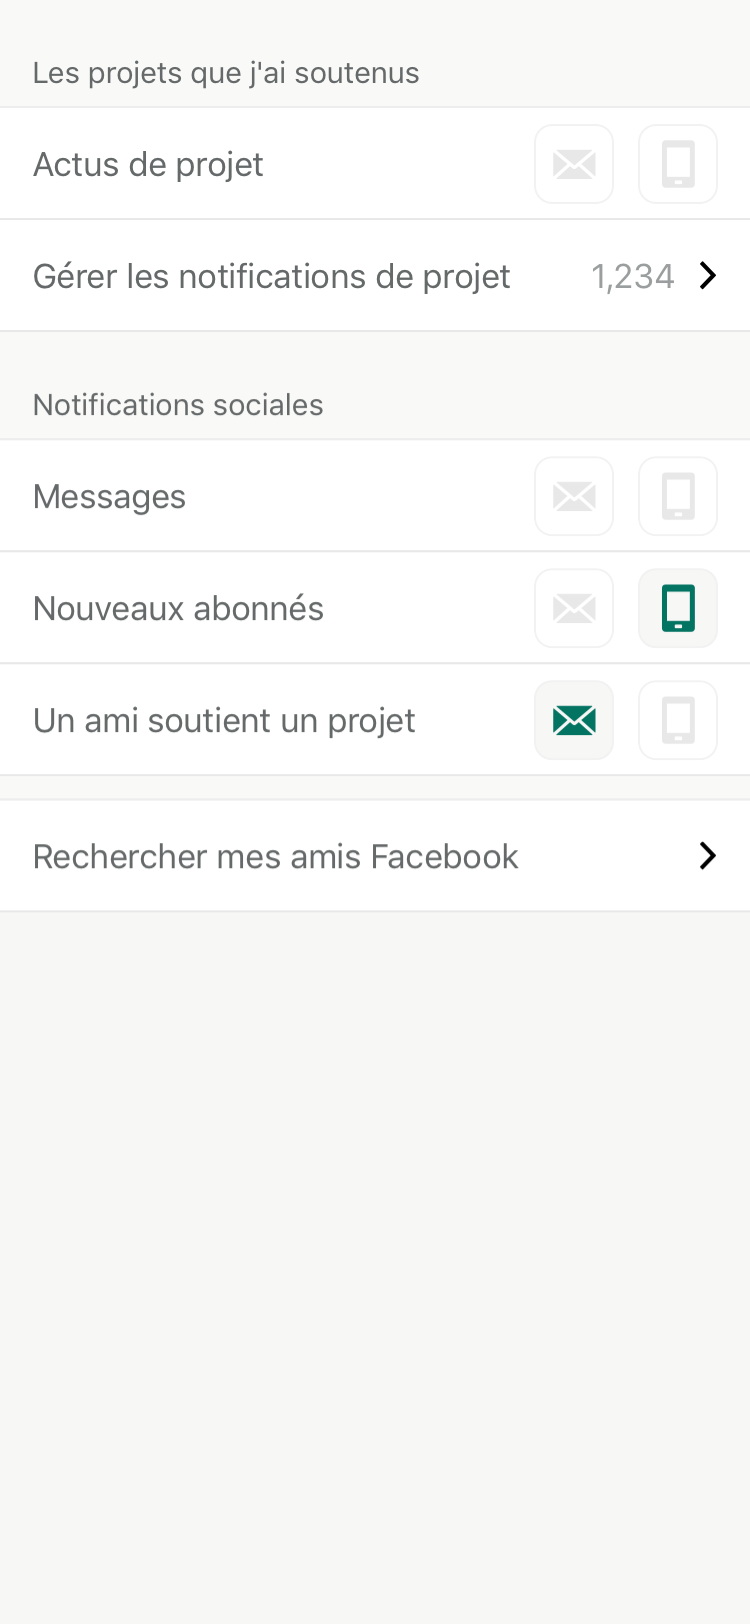 Les projets que j'ai soutenus
Actus de projet
Gérer les notifications de projet 1,234
Notifications sociales
Messages
Nouveaux abonnés
Un ami soutient un projet
Rechercher mes amis Facebook